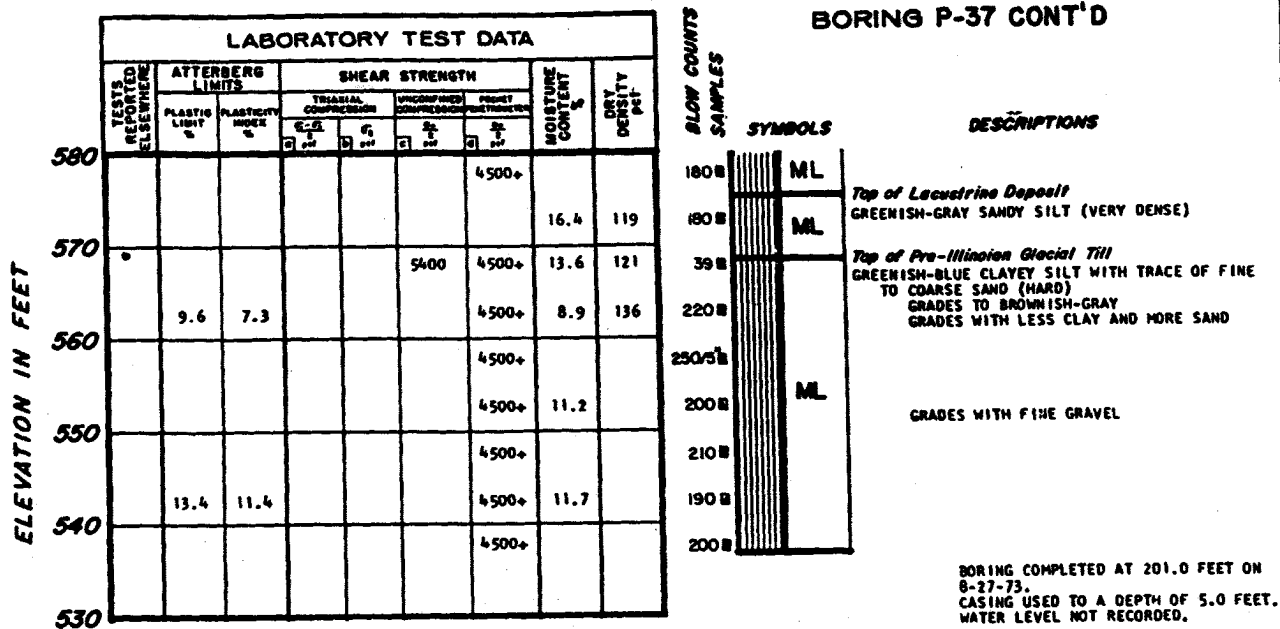 BORING P-37 CONT'D
LABORATORY TEST DATA
TESTS REPORTED ELSEWHERE
ATTERBERG LIMITS
PLASTIC LIMIT %
PLASTICITY INDEX %
SHEAR STRENGTH
TRIAXIAL COMPRESSION
UNCONFINED COMPRESSION
POCKET PENETROMETER
a
b
c
d
MOISTURE CONTENT %
DRY DENSITY pcf
BLOW COUNTS
SAMPLES
SYMBOLS
DESCRIPTIONS
ELEVATION IN FEET
580
4500+
180 ML
Top of Lacustrine Deposit
16.4 119
180 ML
GREENISH-GRAY SANDY SILT (VERY DENSE)
570
Top of Pre-Illinoian Glacial Till
5400 4500+ 13.6 121
39
GREENISH-BLUE CLAYEY SILT WITH TRACE OF FINE
TO COARSE SAND (HARD)
GRADES TO BROWNISH-GRAY
GRADES WITH LESS CLAY AND MORE SAND
9.6 7.3 4500+ 8.9 136
220
560
4500+
250/5"
ML
4500+ 11.2
200
GRADES WITH FINE GRAVEL
550
4500+
210
13.4 11.4 4500+ 11.7
190
540
4500+
200
530
BORING COMPLETED AT 201.0 FEET ON
8-27-73.
CASING USED TO A DEPTH OF 5.0 FEET.
WATER LEVEL NOT RECORDED.